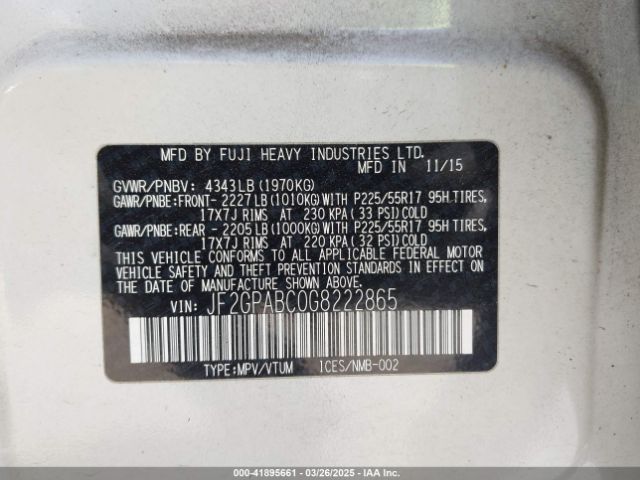 MFD BY FUJI HEAVY INDUSTRIES LTD.
MFD IN 11/15
GVWR/PNBV: 4343LB(1970KG)
GAWR/PNBE:FRONT- 2227LB(1010KG)WITH P225/55R17 95H TIRES,
17X7J RIMS AT 230 KPA(33 PSI)COLD
GAWR/PNBE:REAR - 2205LB(1000KG)WITH P225/55R17 95H TIRES,
17X7J RIMS AT 220 KPA(32 PSI)COLD
THIS VEHICLE CONFORMS TO ALL APPLICABLE FEDERAL MOTOR
VEHICLE SAFETY AND THEFT PREVENTION STANDARDS IN EFFECT ON
THE DATE OF MANUFACTURE SHOWN ABOVE.
VIN: JF2GPABC0G8222865
TYPE:MPV/VTUM ICES/NMB-002
000-41895661 - 03/26/2025 - IAA Inc.